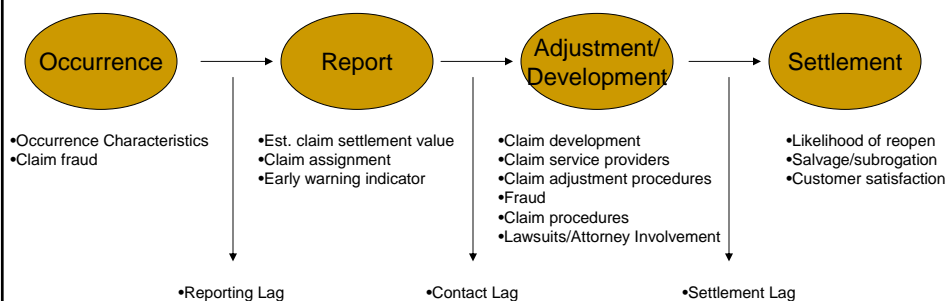 Occurrence
Report
Adjustment/
Development
Settlement
•Occurrence Characteristics
•Claim fraud
•Est. claim settlement value
•Claim assignment
•Early warning indicator
•Claim development
•Claim service providers
•Claim adjustment procedures
•Fraud
•Claim procedures
•Lawsuits/Attorney Involvement
•Likelihood of reopen
•Salvage/subrogation
•Customer satisfaction
•Reporting Lag
•Contact Lag
•Settlement Lag